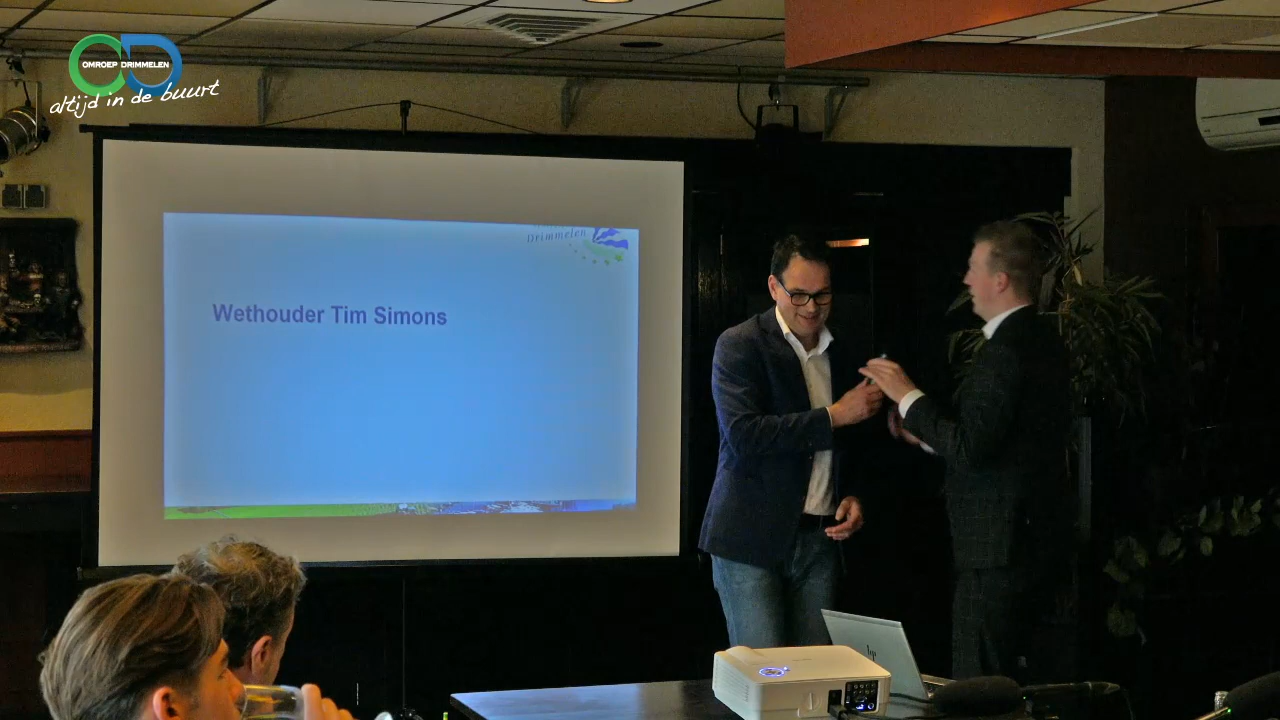 OMROEP DRIMMELEN
altijd in de buurt
Drimmelen
Wethouder Tim Simons
hp